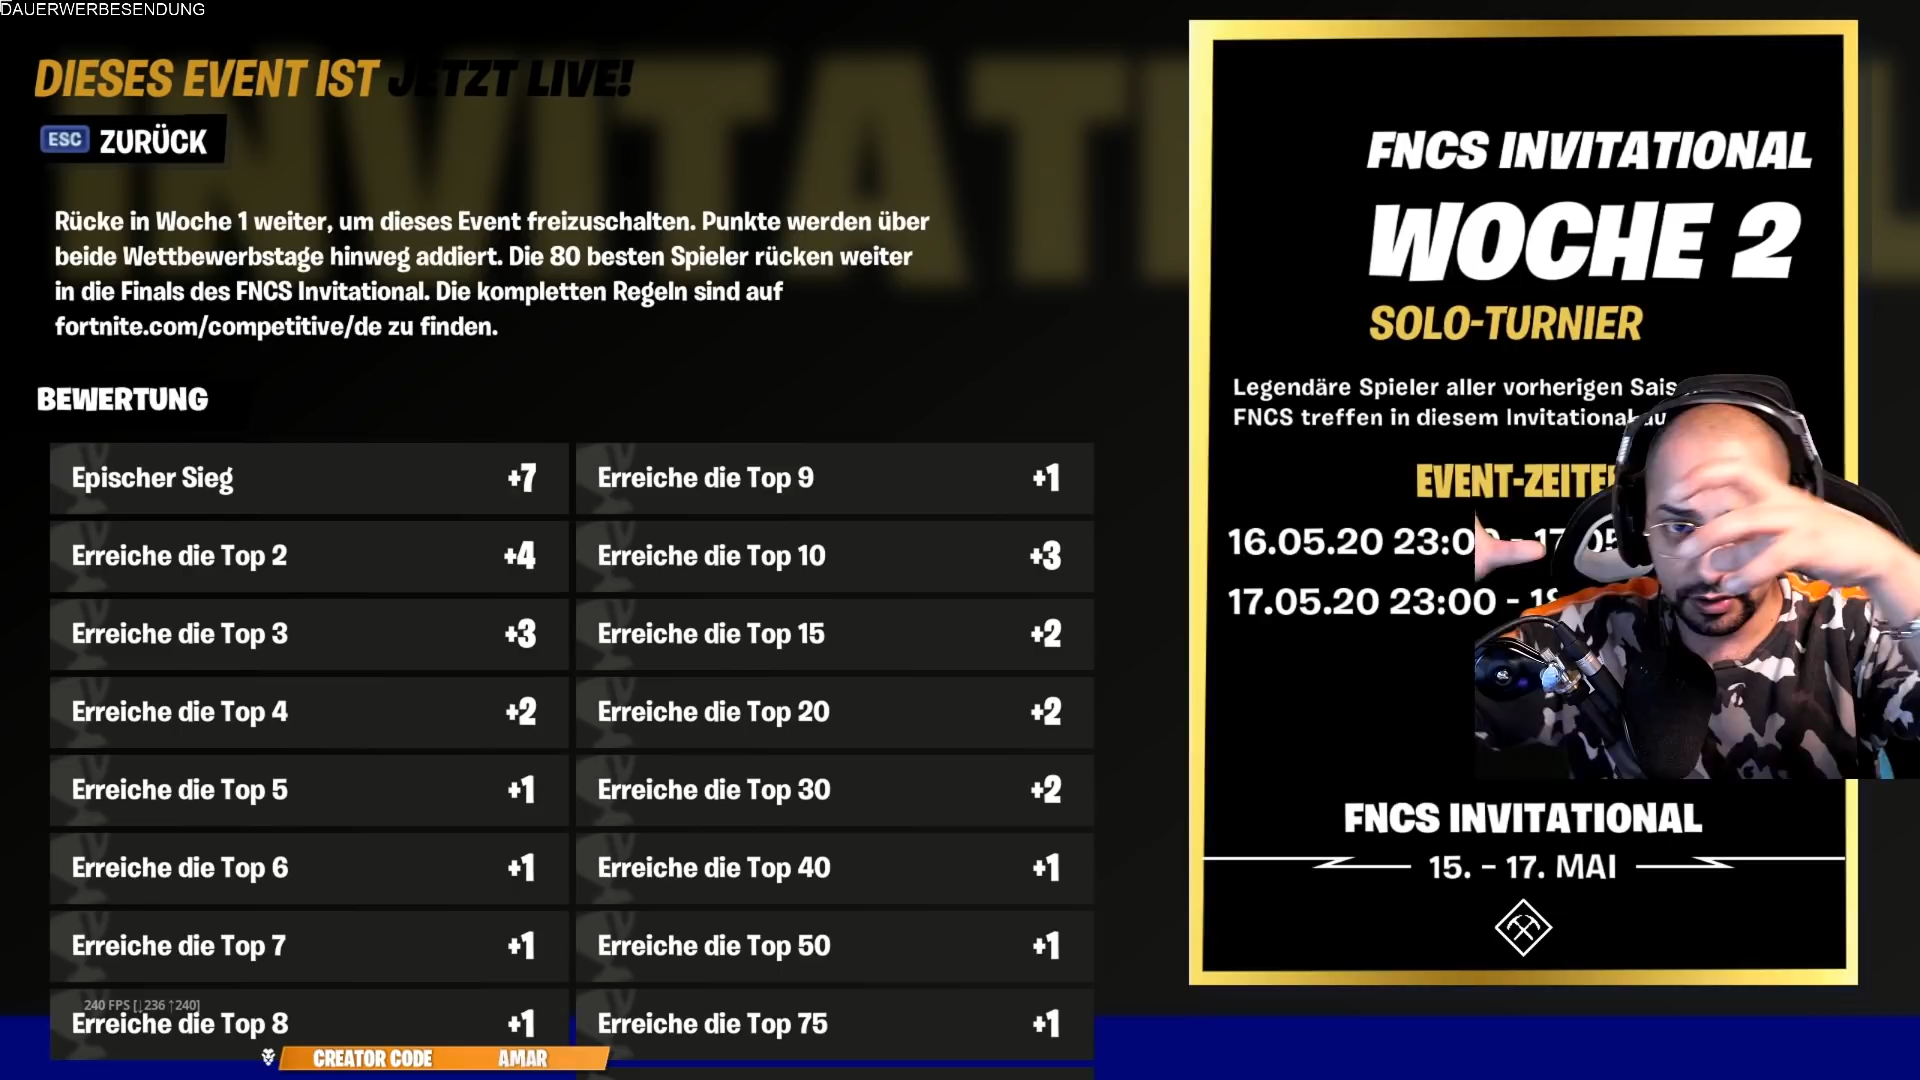 DAUERWERBESENDUNG
DIESES EVENT IST JETZT LIVE!
ESC ZURÜCK
Rücke in Woche 1 weiter, um dieses Event freizuschalten. Punkte werden über
beide Wettbewerbstage hinweg addiert. Die 80 besten Spieler rücken weiter
in die Finals des FNCS Invitational. Die kompletten Regeln sind auf
fortnite.com/competitive/de zu finden.
BEWERTUNG
Epischer Sieg +7
Erreiche die Top 2 +4
Erreiche die Top 3 +3
Erreiche die Top 4 +2
Erreiche die Top 5 +1
Erreiche die Top 6 +1
Erreiche die Top 7 +1
240 FPS [↓236 ↑240]
Erreiche die Top 8 +1
Erreiche die Top 9 +1
Erreiche die Top 10 +3
Erreiche die Top 15 +2
Erreiche die Top 20 +2
Erreiche die Top 30 +2
Erreiche die Top 40 +1
Erreiche die Top 50 +1
Erreiche die Top 75 +1
CREATOR CODE AMAR
FNCS INVITATIONAL
WOCHE 2
SOLO-TURNIER
Legendäre Spieler aller vorherigen
FNCS treffen in diesem Invitational
16.05.20
17.05.20 23:00 -
FNCS INVITATIONAL
15. – 17. MAI